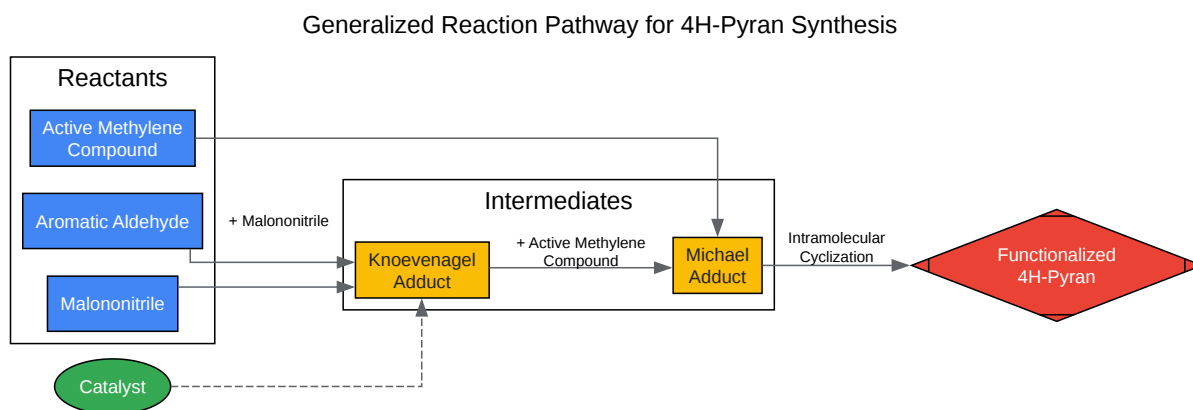 Generalized Reaction Pathway for 4H-Pyran Synthesis
Reactants
Active Methylene
Compound
Aromatic Aldehyde
Malononitrile
Catalyst
+ Malononitrile
Intermediates
Knoevenagel
Adduct
+ Active Methylene
Compound
Michael
Adduct
Intramolecular
Cyclization
Functionalized
4H-Pyran